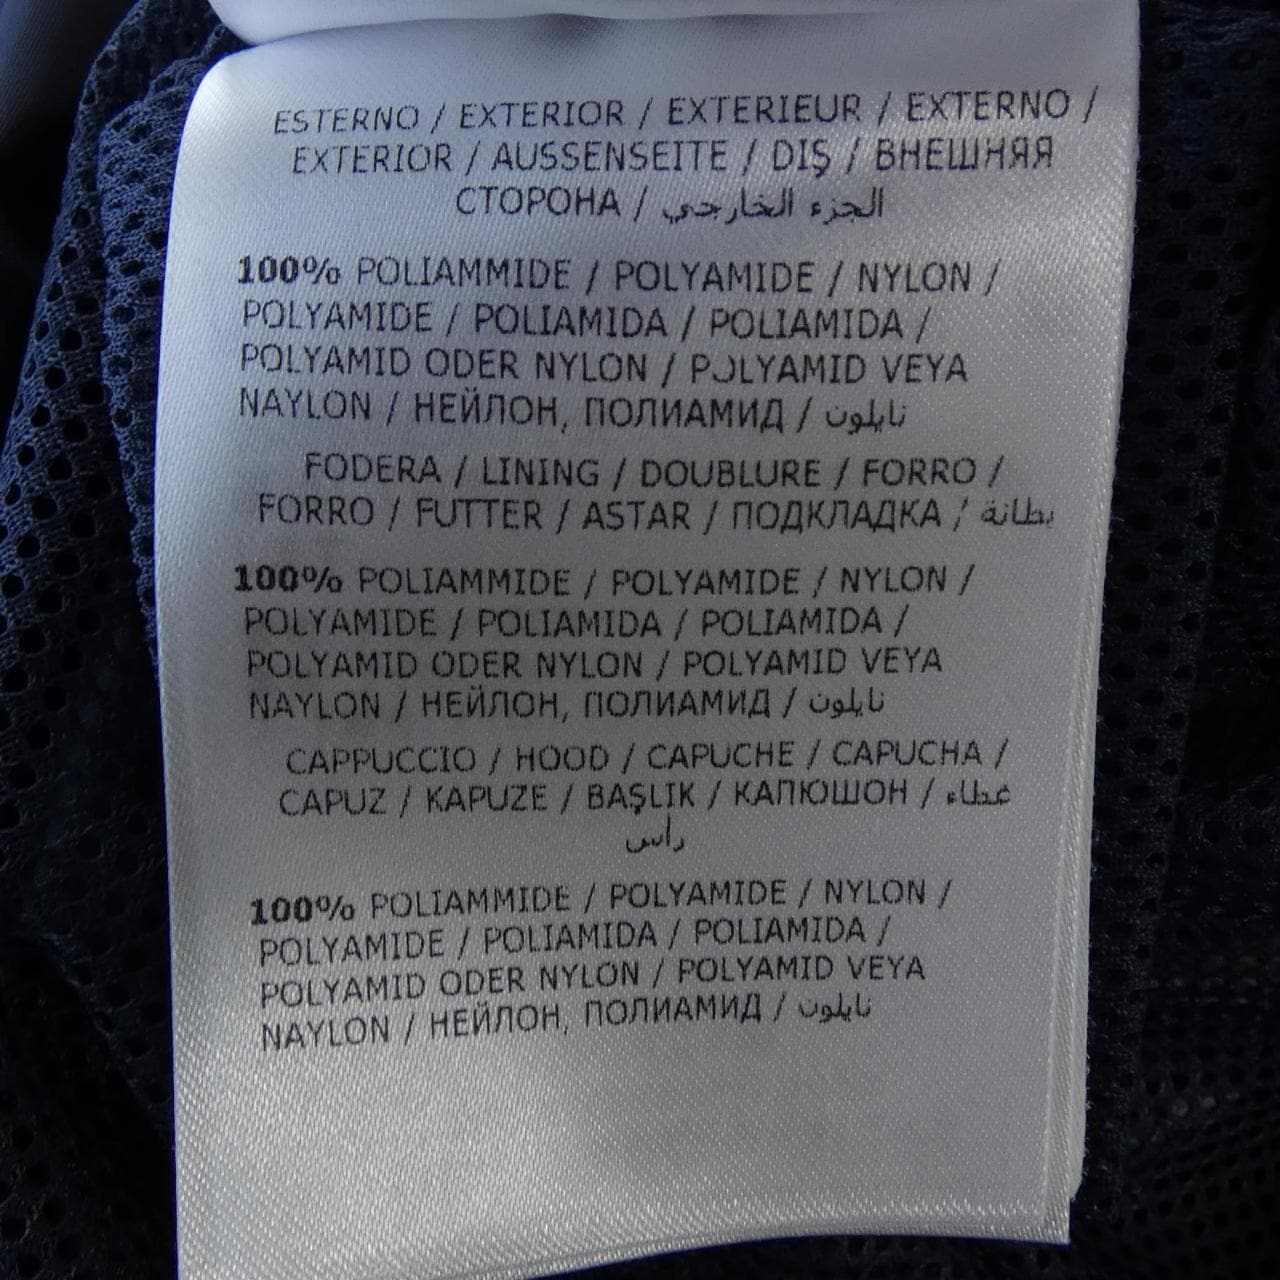 ESTERNO / EXTERIOR / EXTERIEUR / EXTERNO /
EXTERIOR / AUSSENSEITE / DIŞ / ВНЕШНЯЯ
СТОРОНА / الجزء الخارجي
100% POLIAMMIDE / POLYAMIDE / NYLON /
POLYAMIDE / POLIAMIDA / POLIAMIDA /
POLYAMID ODER NYLON / POLYAMID VEYA
NAYLON / НЕЙЛОН, ПОЛИАМИД / نايلون
FODERA / LINING / DOUBLURE / FORRO /
FORRO / FUTTER / ASTAR / ПОДКЛАДКА / بطانة
100% POLIAMMIDE / POLYAMIDE / NYLON /
POLYAMIDE / POLIAMIDA / POLIAMIDA /
POLYAMID ODER NYLON / POLYAMID VEYA
NAYLON / НЕЙЛОН, ПОЛИАМИД / نايلون
CAPPUCCIO / HOOD / CAPUCHE / CAPUCHA /
CAPUZ / KAPUZE / BAŞLIK / КАПЮШОН / غطاء
راس
100% POLIAMMIDE / POLYAMIDE / NYLON /
POLYAMIDE / POLIAMIDA / POLIAMIDA /
POLYAMID ODER NYLON / POLYAMID VEYA
NAYLON / НЕЙЛОН, ПОЛИАМИД / نايلون